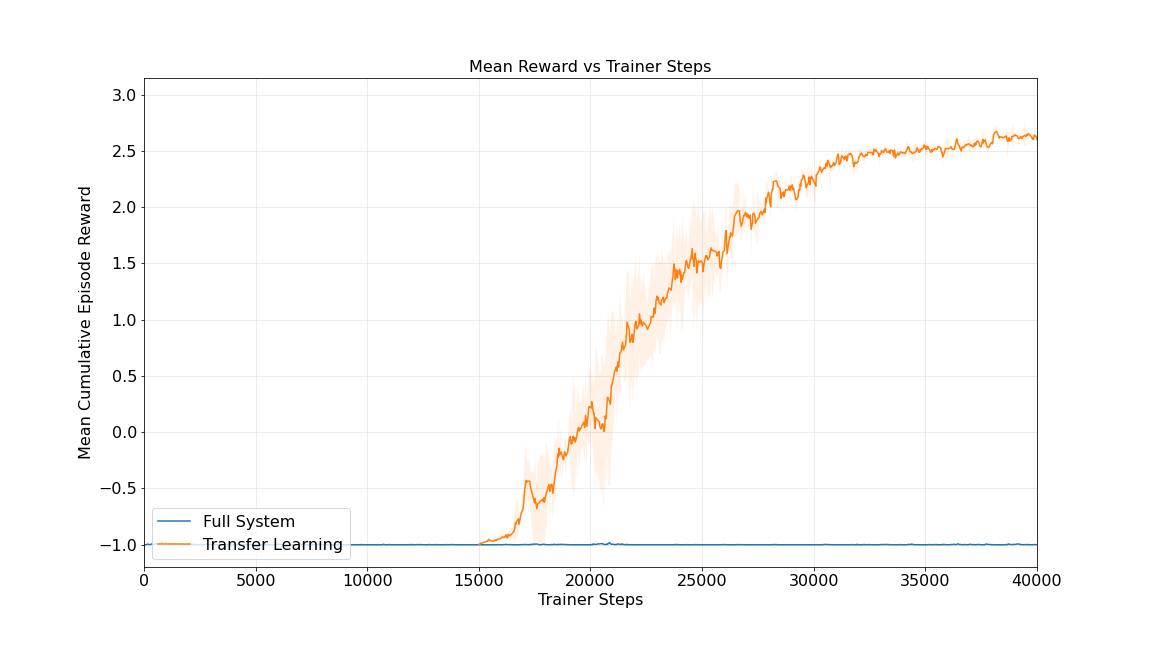 Mean Reward vs Trainer Steps
3.0
2.5
2.0
1.5
1.0
0.5
0.0
−0.5
−1.0
Mean Cumulative Episode Reward
Full System
Transfer Learning
0 5000 10000 15000 20000 25000 30000 35000 40000
Trainer Steps